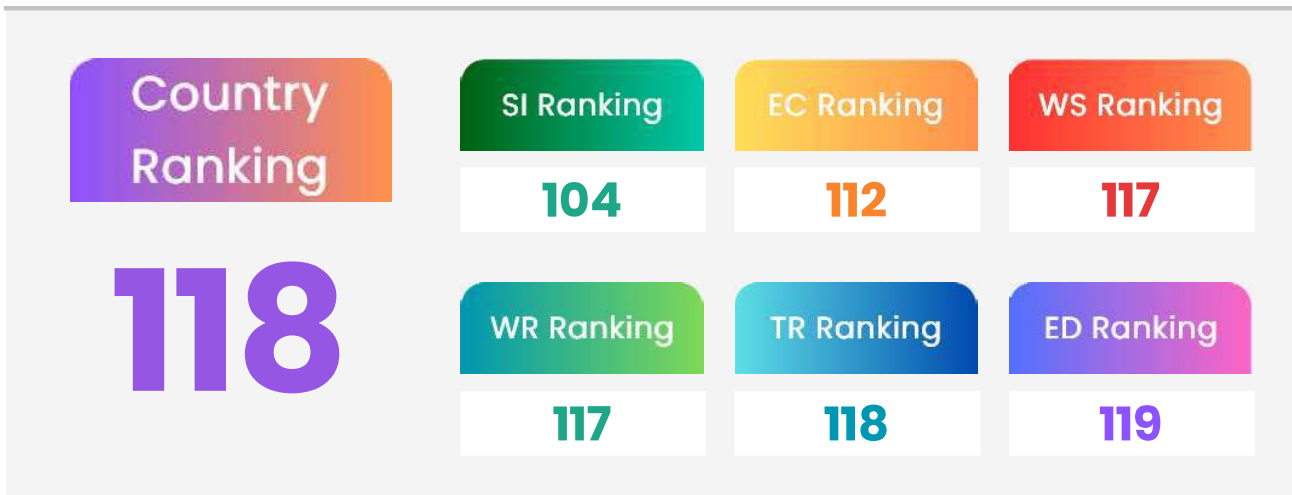 Country
Ranking
118
SI Ranking
104
EC Ranking
112
WS Ranking
117
WR Ranking
117
TR Ranking
118
ED Ranking
119